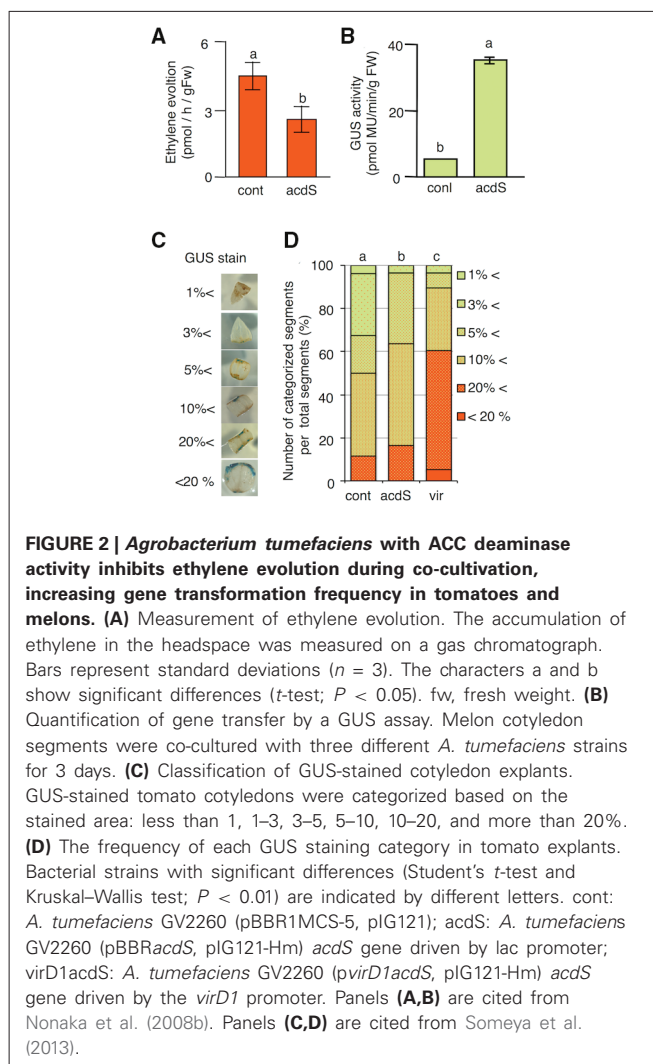 A
B
6
3
0
Ethylene evoltion
(pmol / h / gFw)
a
b
cont
acdS
40
20
0
GUS activity
(pmol MU/min/g FW)
b
a
conl
acdS
C
GUS stain
1%<
3%<
5%<
10%<
20%<
<20 %
D
a
b
c
100
80
60
40
20
0
Number of categorized segments
per total segments (%)
cont
acdS
vir
1% <
3% <
5% <
10% <
20% <
< 20 %
FIGURE 2 | Agrobacterium tumefaciens with ACC deaminase
activity inhibits ethylene evolution during co-cultivation,
increasing gene transformation frequency in tomatoes and
melons. (A) Measurement of ethylene evolution. The accumulation of
ethylene in the headspace was measured on a gas chromatograph.
Bars represent standard deviations (n = 3). The characters a and b
show significant differences (t-test; P < 0.05). fw, fresh weight. (B)
Quantification of gene transfer by a GUS assay. Melon cotyledon
segments were co-cultured with three different A. tumefaciens strains
for 3 days. (C) Classification of GUS-stained cotyledon explants.
GUS-stained tomato cotyledons were categorized based on the
stained area: less than 1, 1–3, 3–5, 5–10, 10–20, and more than 20%.
(D) The frequency of each GUS staining category in tomato explants.
Bacterial strains with significant differences (Student's t-test and
Kruskal–Wallis test; P < 0.01) are indicated by different letters. cont:
A. tumefaciens GV2260 (pBBR1MCS-5, pIG121); acdS: A. tumefaciens
GV2260 (pBBRacdS, pIG121-Hm) acdS gene driven by lac promoter;
virD1acdS: A. tumefaciens GV2260 (pvirD1acdS, pIG121-Hm) acdS
gene driven by the virD1 promoter. Panels (A,B) are cited from
Nonaka et al. (2008b). Panels (C,D) are cited from Someya et al.
(2013).